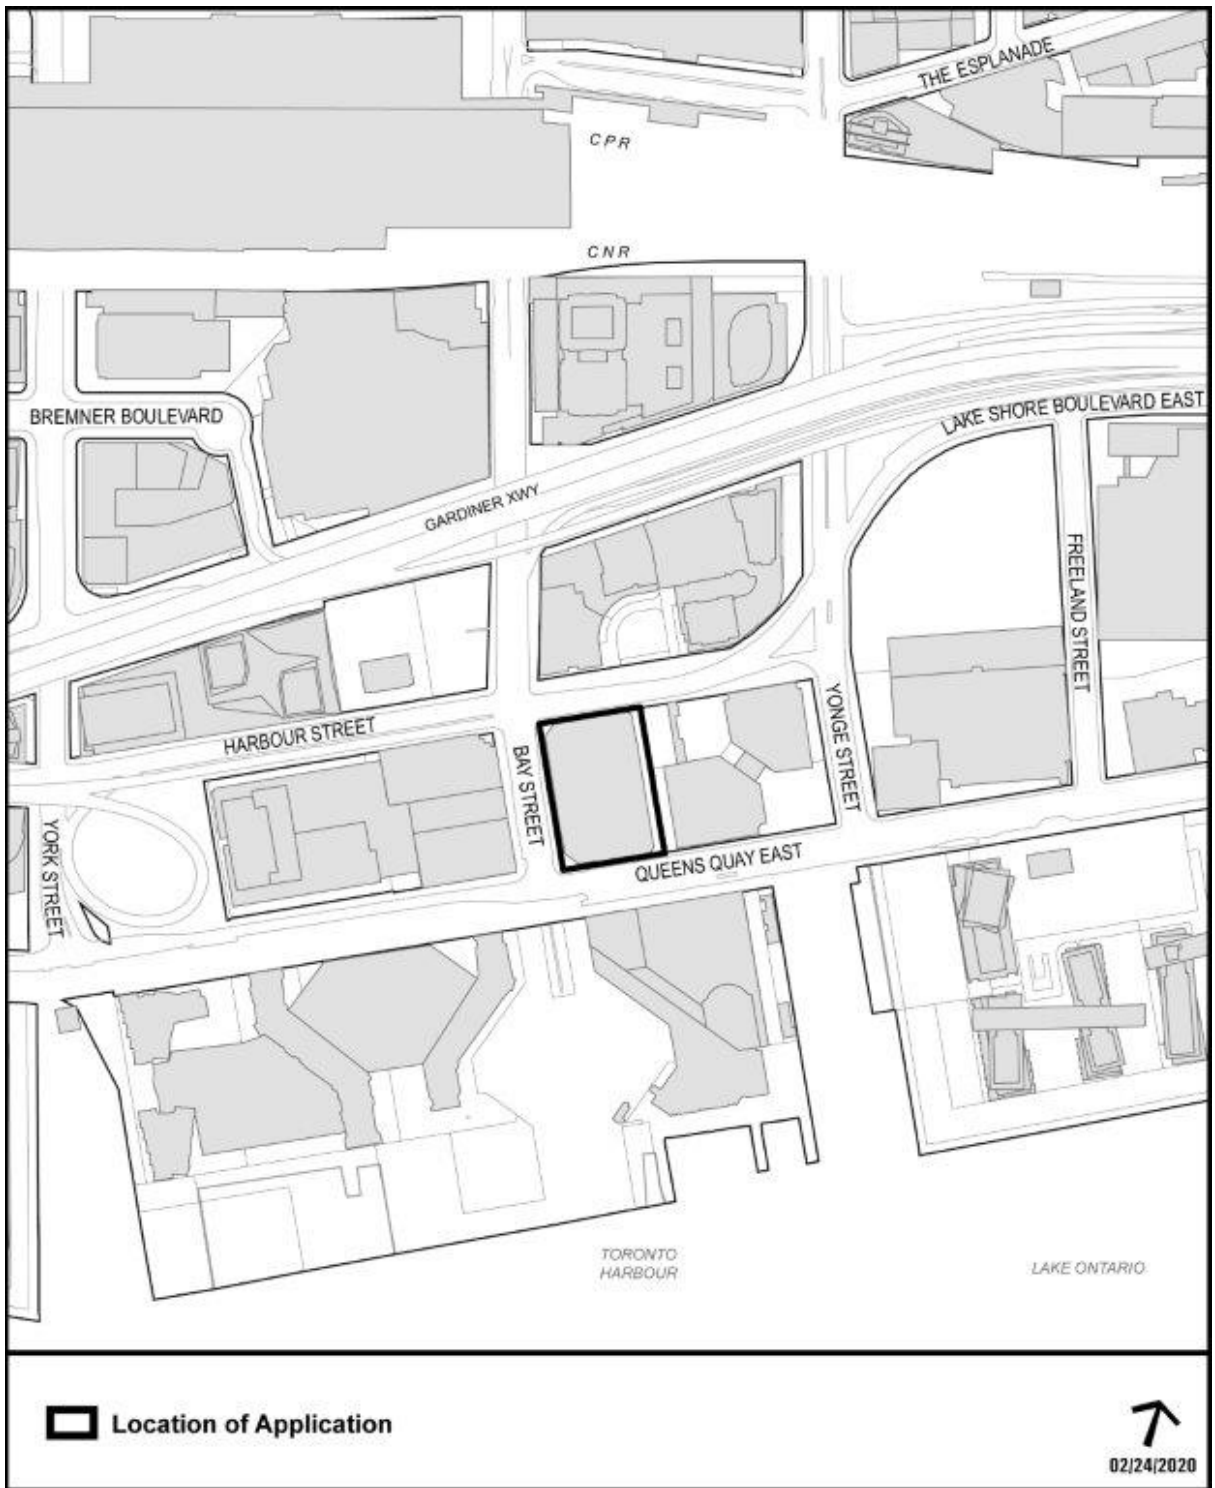 THE ESPLANADE
CPR
CNR
BREMNER BOULEVARD
LAKE SHORE BOULEVARD EAST
GARDINER XWY
FREELAND STREET
HARBOUR STREET
BAY STREET
YONGE STREET
YORK STREET
QUEENS QUAY EAST
TORONTO
HARBOUR
LAKE ONTARIO
Location of Application
02/24/2020